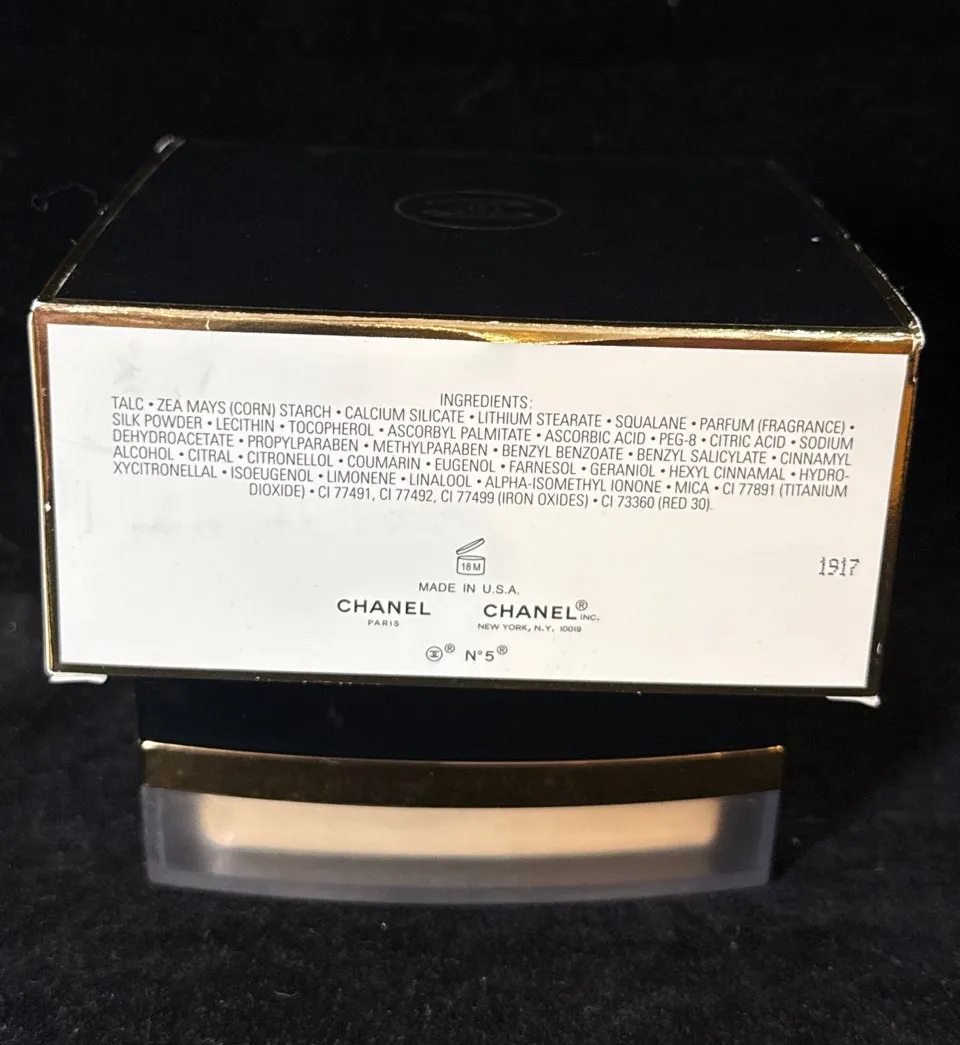 INGREDIENTS:
TALC • ZEA MAYS (CORN) STARCH • CALCIUM SILICATE • LITHIUM STEARATE • SQUALANE • PARFUM (FRAGRANCE) •
SILK POWDER • LECITHIN • TOCOPHEROL • ASCORBYL PALMITATE • ASCORBIC ACID • PEG-8 • CITRIC ACID • SODIUM
DEHYDROACETATE • PROPYLPARABEN • METHYLPARABEN • BENZYL BENZOATE • BENZYL SALICYLATE • CINNAMYL
ALCOHOL • CITRAL • CITRONELLOL • COUMARIN • EUGENOL • FARNESOL • GERANIOL • HEXYL CINNAMAL • HYDRO-
XYCITRONELLAL • ISOEUGENOL • LIMONENE • LINALOOL • ALPHA-ISOMETHYL IONONE • MICA • CI 77891 (TITANIUM
DIOXIDE) • CI 77491, CI 77492, CI 77499 (IRON OXIDES) • CI 73360 (RED 30).
18 M
1917
MADE IN U.S.A.
CHANEL CHANEL® INC.
PARIS NEW YORK, N.Y. 10019
® N°5®